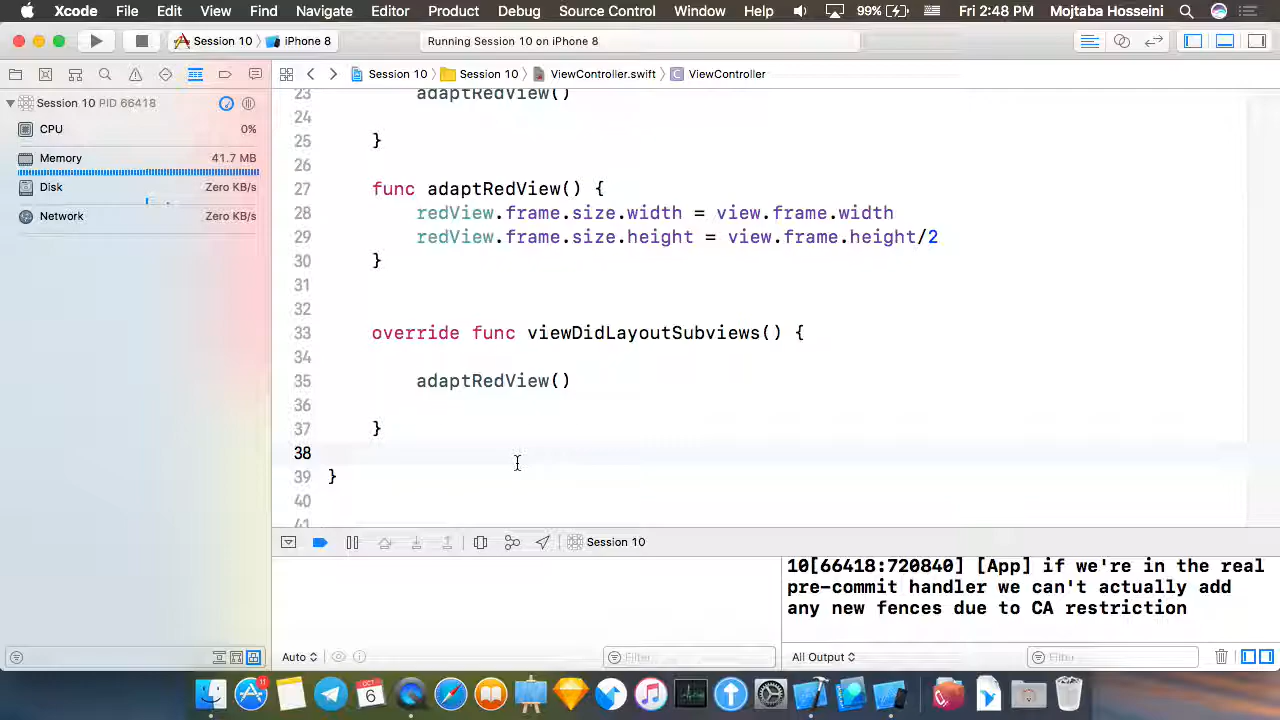 Xcode File Edit View Find Navigate Editor Product Debug Source Control Window Help 99% Fri 2:48 PM Mojtaba Hosseini
Session 10 iPhone 8 Running Session 10 on iPhone 8
Session 10 Session 10 ViewController.swift ViewController
Session 10 PID 66418
CPU 0%
Memory 41.7 MB
Disk Zero KB/s
Network Zero KB/s
23 adaptRedView()
24
25 }
26
27 func adaptRedView() {
28 redView.frame.size.width = view.frame.width
29 redView.frame.size.height = view.frame.height/2
30 }
31
32
33 override func viewDidLayoutSubviews() {
34
35 adaptRedView()
36
37 }
38
39 }
40
41
Session 10
10[66418:720840] [App] if we're in the real
pre-commit handler we can't actually add
any new fences due to CA restriction
Auto Filter All Output Filter
OCT
6
11